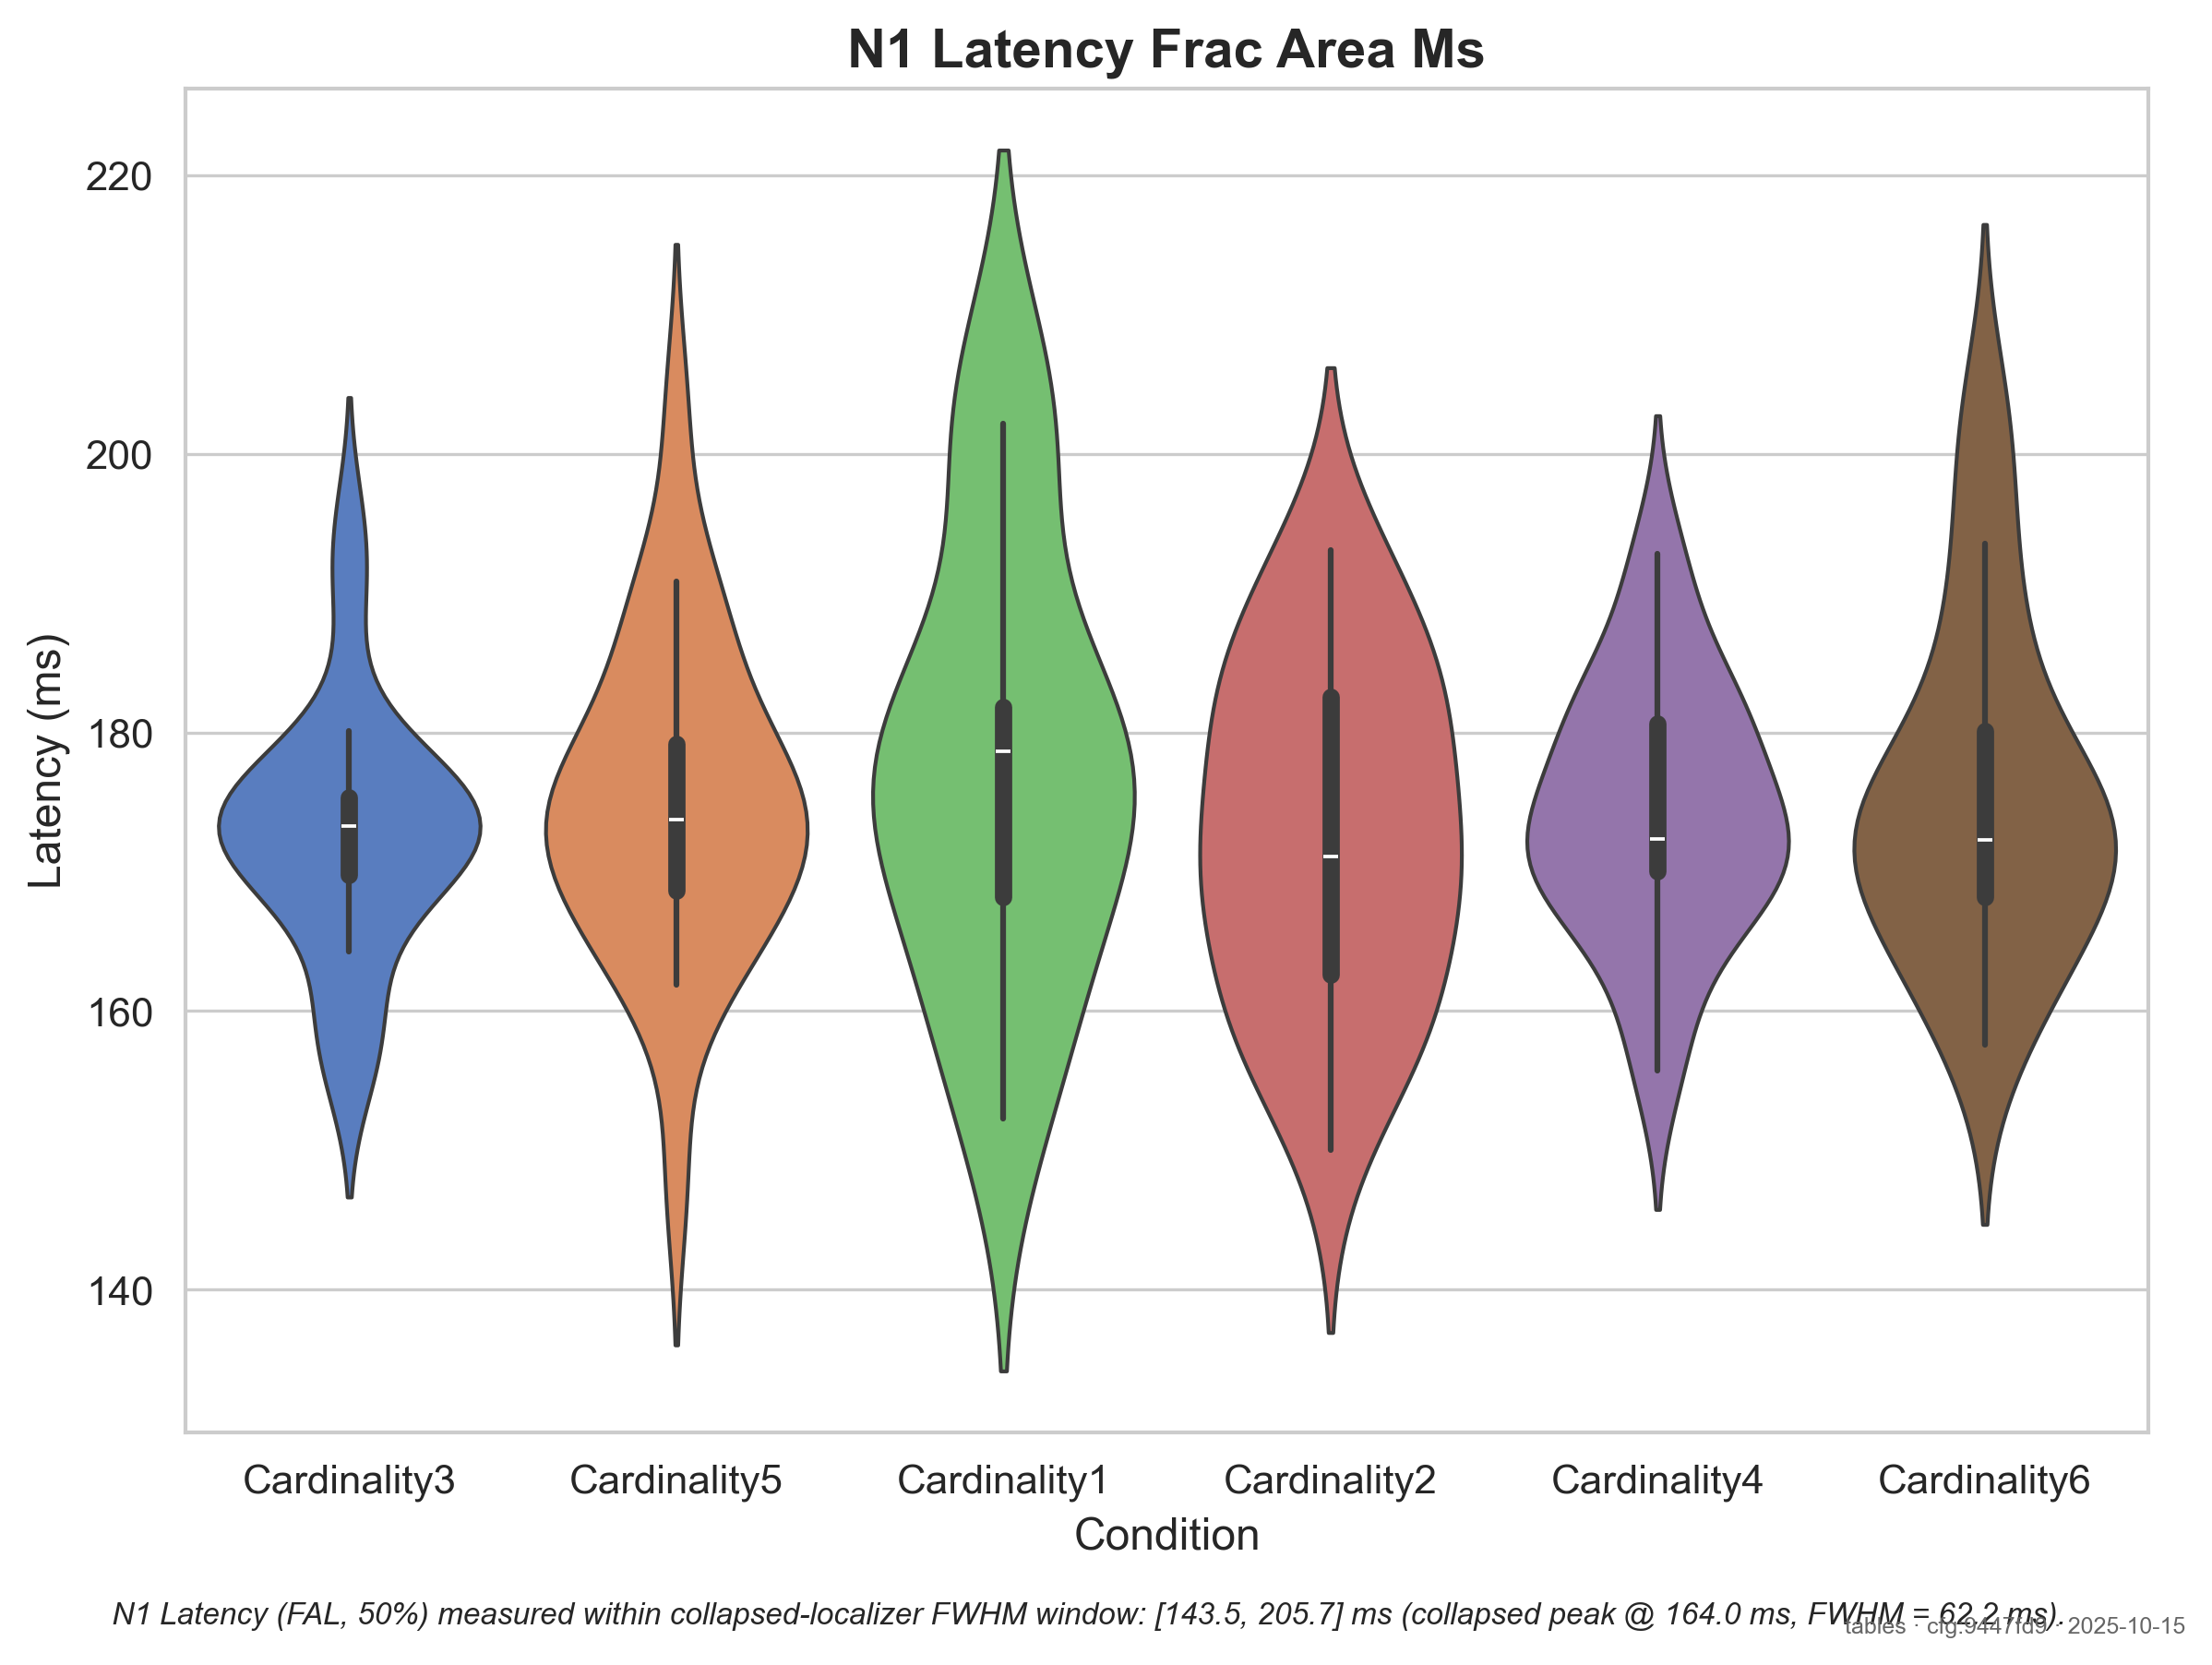 N1 Latency Frac Area Ms
Latency (ms)
220
200
180
160
140
Cardinality3 Cardinality5 Cardinality1 Cardinality2 Cardinality4 Cardinality6
Condition
N1 Latency (FAL, 50%) measured within collapsed-localizer FWHM window: [143.5, 205.7] ms (collapsed peak @ 164.0 ms, FWHM = 62.2 ms).
tables · cfg:9447fd9 · 2025-10-15